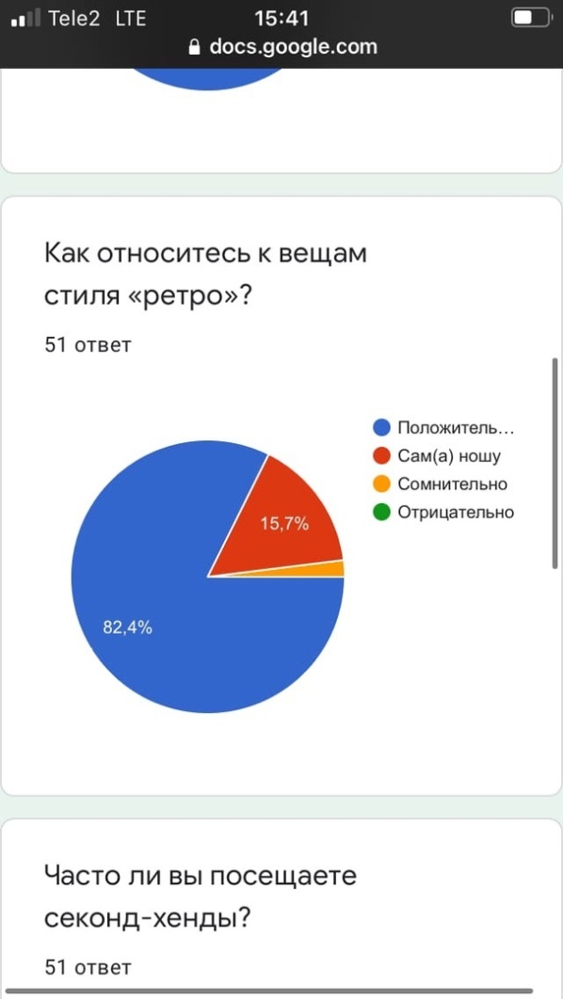 Tele2 LTE 15:41
docs.google.com
Как относитесь к вещам
стиля «ретро»?
51 ответ
Положитель...
Сам(а) ношу
Сомнительно
Отрицательно
15,7%
82,4%
Часто ли вы посещаете
секонд-хенды?
51 ответ